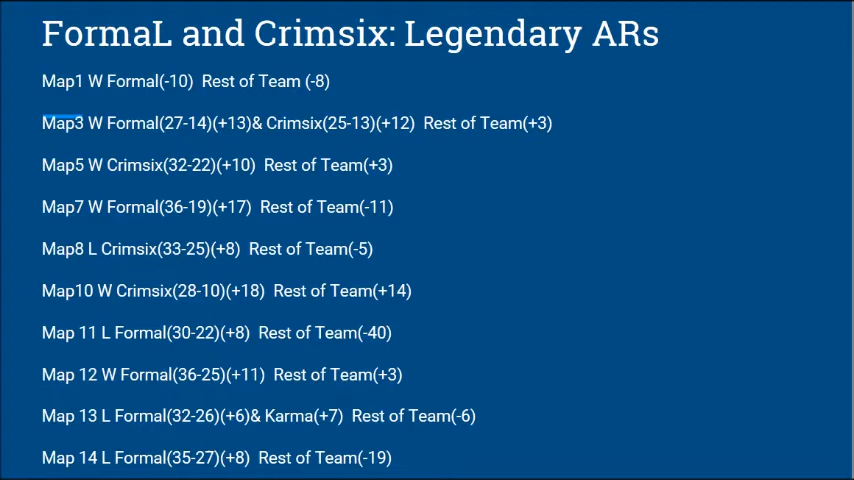 FormaL and Crimsix: Legendary ARs
Map1 W Formal(-10)  Rest of Team (-8)
Map3 W Formal(27-14)(+13)& Crimsix(25-13)(+12)  Rest of Team(+3)
Map5 W Crimsix(32-22)(+10)  Rest of Team(+3)
Map7 W Formal(36-19)(+17)  Rest of Team(-11)
Map8 L Crimsix(33-25)(+8)  Rest of Team(-5)
Map10 W Crimsix(28-10)(+18)  Rest of Team(+14)
Map 11 L Formal(30-22)(+8)  Rest of Team(-40)
Map 12 W Formal(36-25)(+11)  Rest of Team(+3)
Map 13 L Formal(32-26)(+6)& Karma(+7)  Rest of Team(-6)
Map 14 L Formal(35-27)(+8)  Rest of Team(-19)